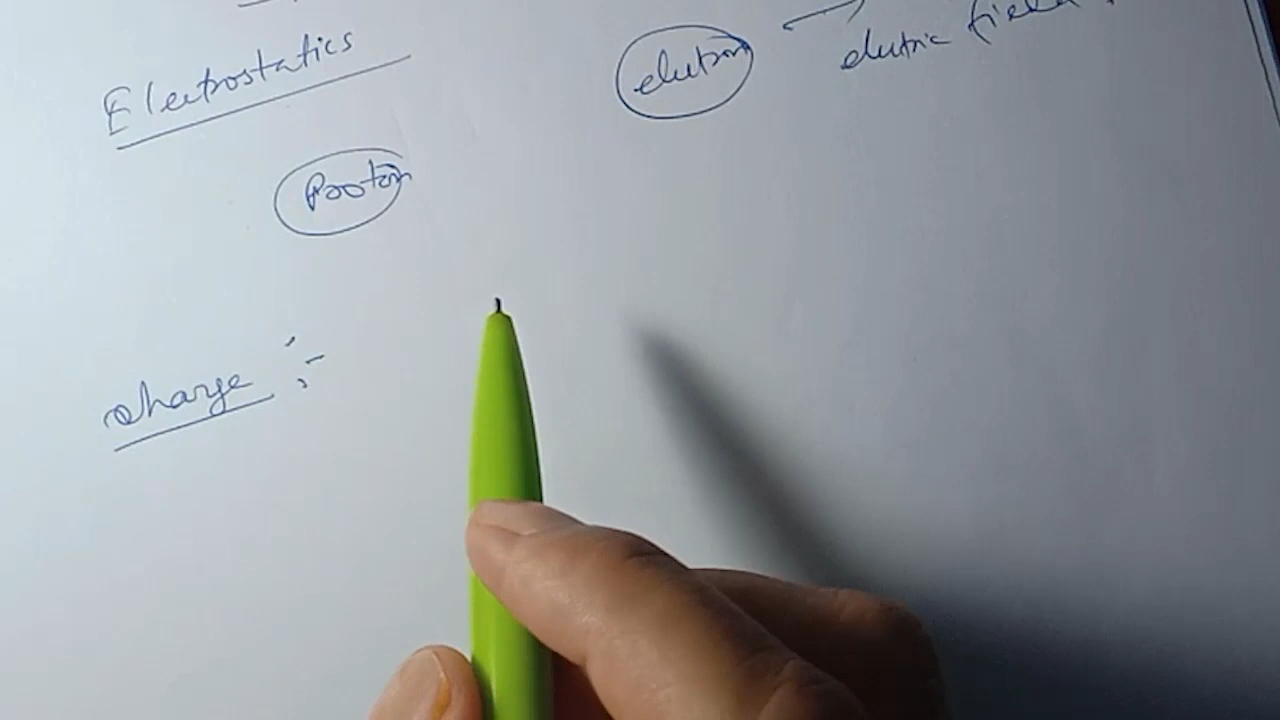 Electrostatics
electron
electric field
Proton
charge :-